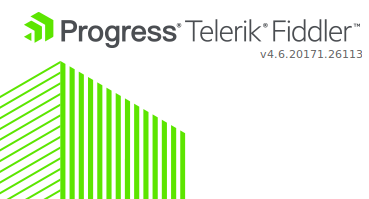 Progress® Telerik® Fiddler™
v4.6.20171.26113